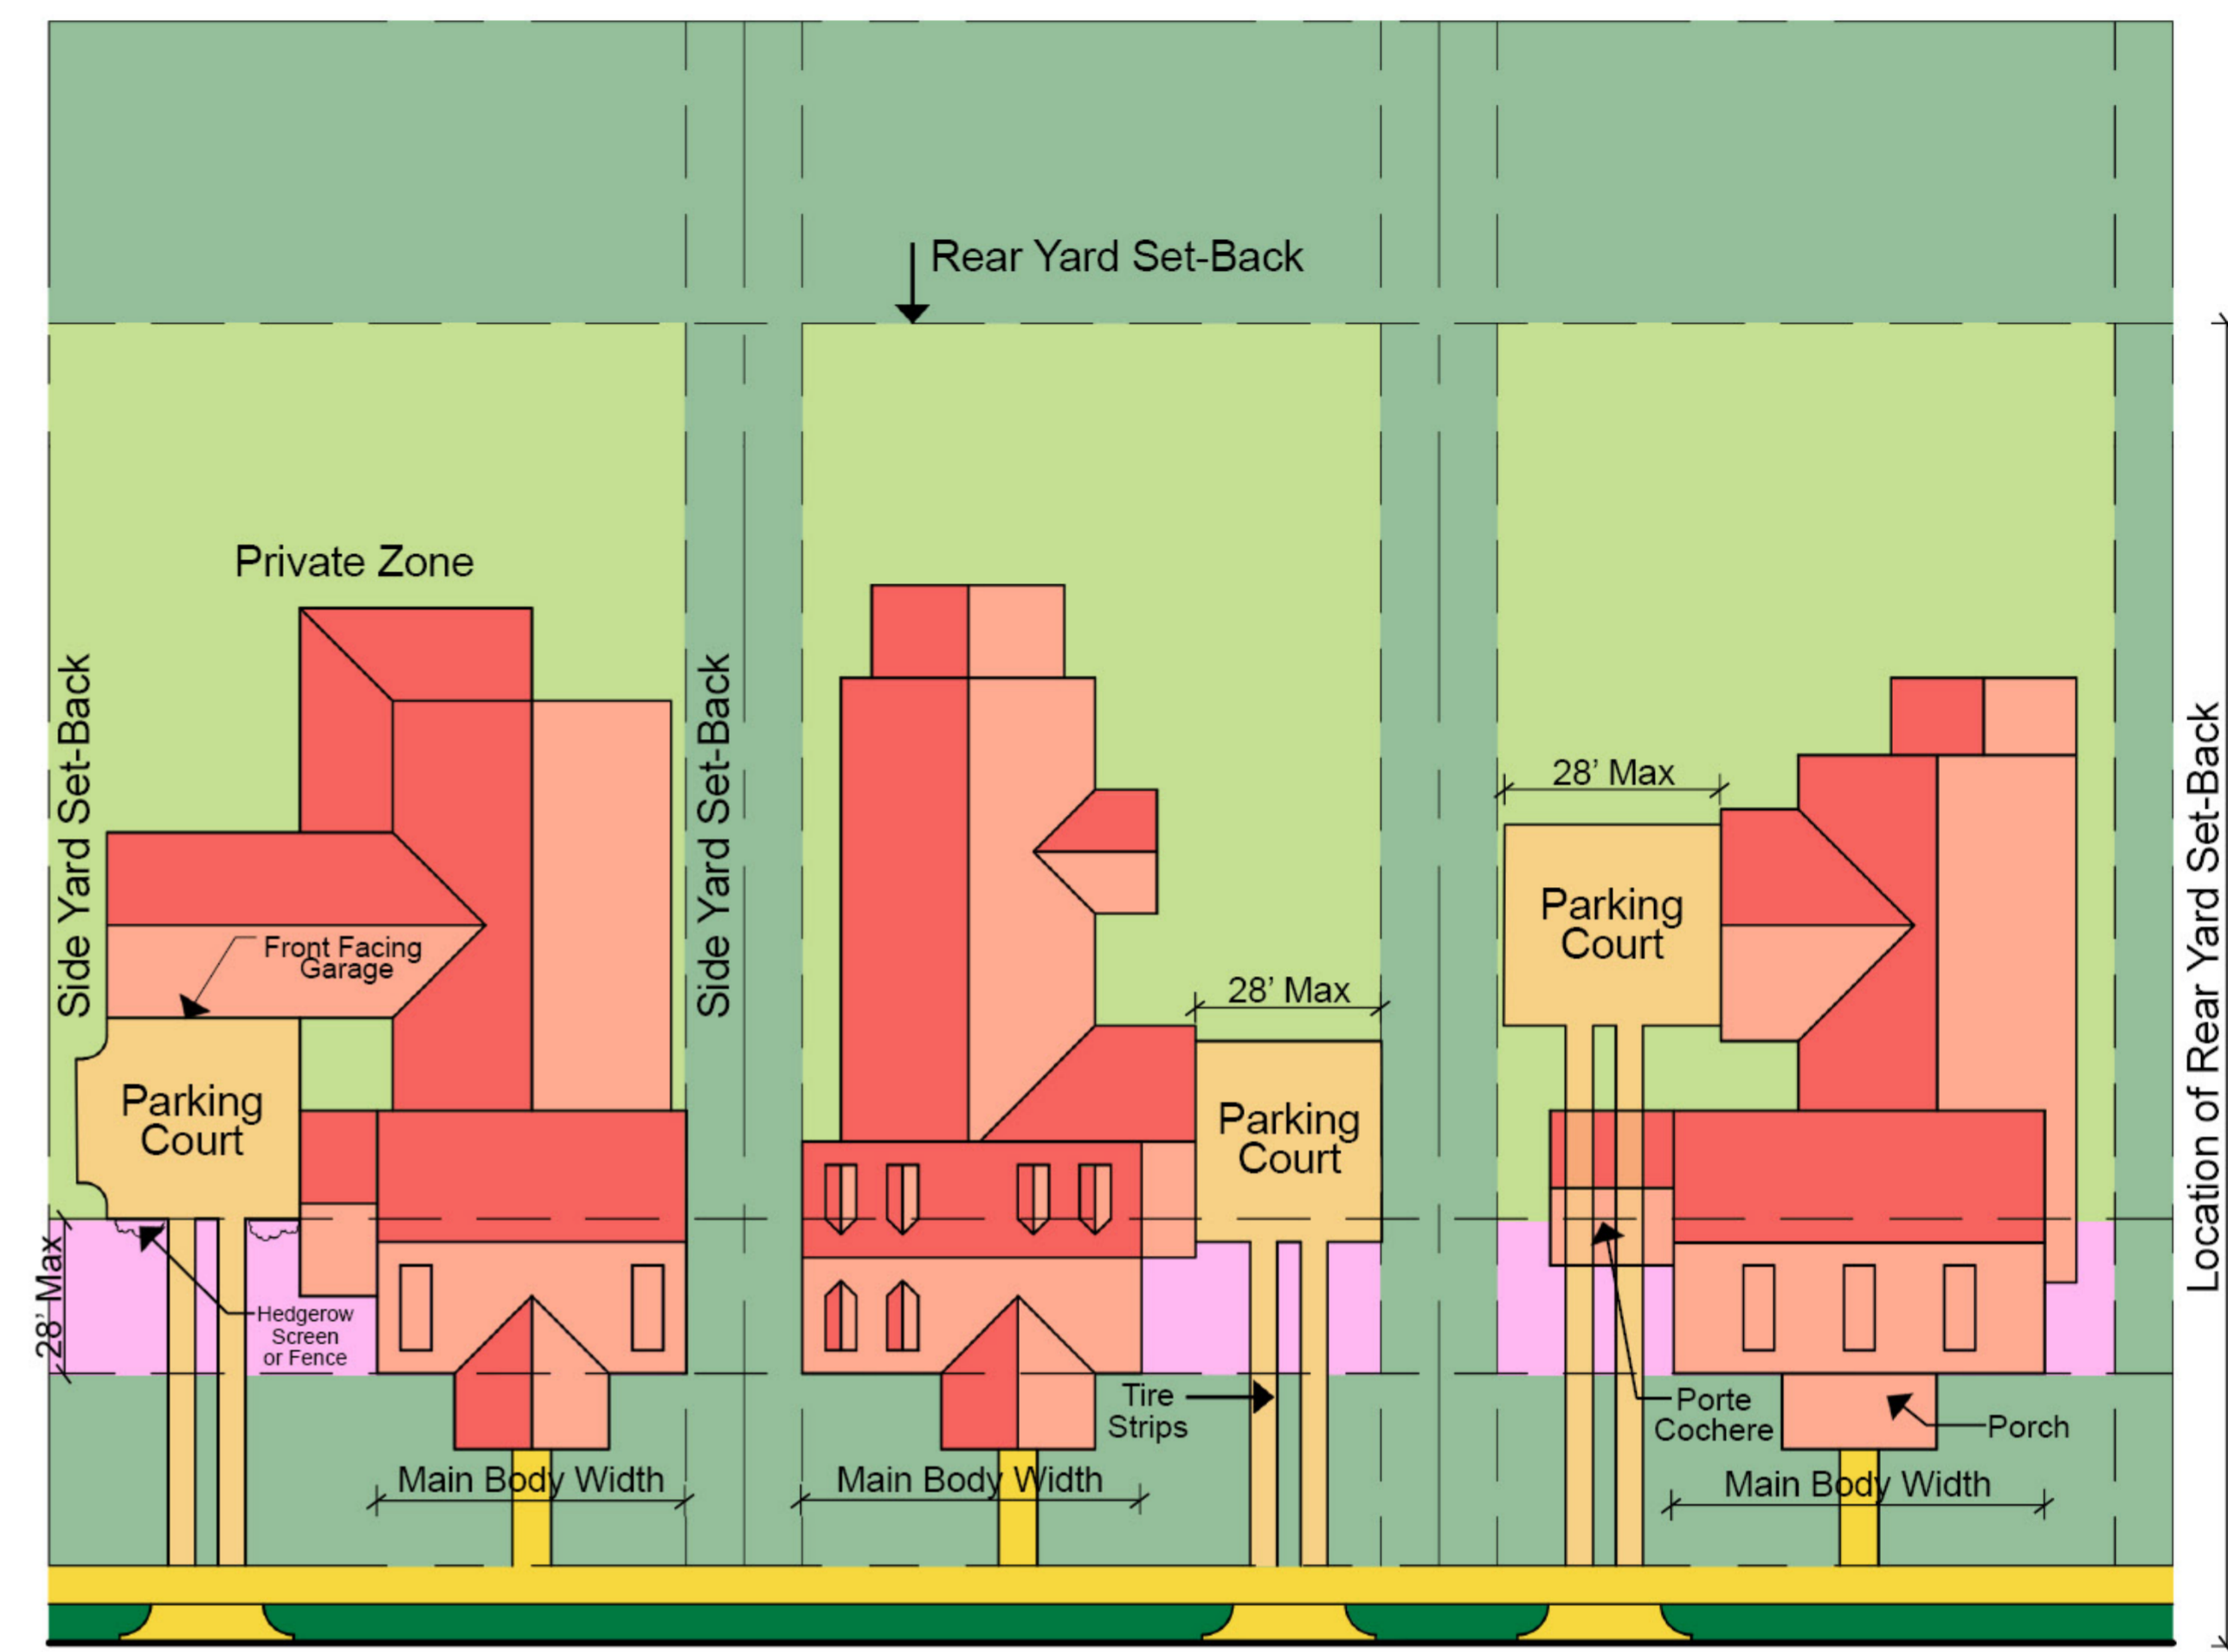 Rear Yard Set-Back
Private Zone
Side Yard Set-Back
Side Yard Set-Back
Location of Rear Yard Set-Back
28’ Max
Parking
Court
Front Facing
Garage
28’ Max
Parking
Court
Parking
Court
28’ Max
Hedgerow
Screen
or Fence
Tire
Strips
Porte
Cochere
Porch
Main Body Width
Main Body Width
Main Body Width